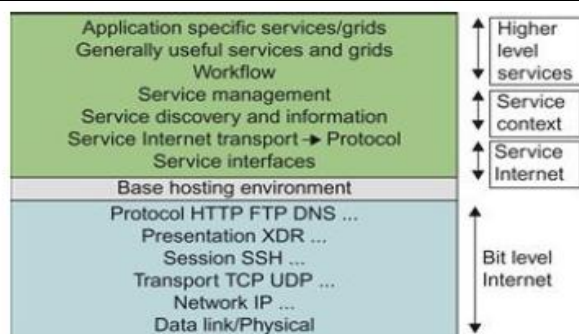 Application specific services/grids
Generally useful services and grids
Workflow
Service management
Service discovery and information
Service Internet transport → Protocol
Service interfaces
Base hosting environment
Protocol HTTP FTP DNS ...
Presentation XDR ...
Session SSH ...
Transport TCP UDP ...
Network IP ...
Data link/Physical
Higher
level
services
Service
context
Service
Internet
Bit level
Internet